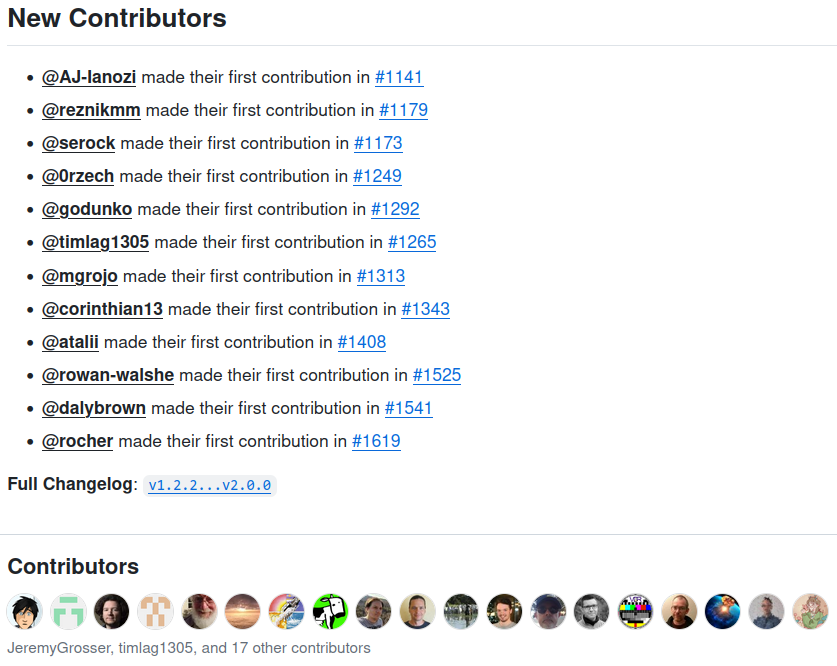 New Contributors
@AJ-Ianozi made their first contribution in #1141
@reznikmm made their first contribution in #1179
@serock made their first contribution in #1173
@0rzech made their first contribution in #1249
@godunko made their first contribution in #1292
@timlag1305 made their first contribution in #1265
@mgrojo made their first contribution in #1313
@corinthian13 made their first contribution in #1343
@atalii made their first contribution in #1408
@rowan-walshe made their first contribution in #1525
@dalybrown made their first contribution in #1541
@rocher made their first contribution in #1619
Full Changelog: v1.2.2...v2.0.0
Contributors
JeremyGrosser, timlag1305, and 17 other contributors